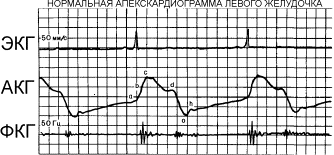 НОРМАЛЬНАЯ АПЕКСКАРДИОГРАММА ЛЕВОГО ЖЕЛУДОЧКА
ЭКГ 50 мм/с
c
АКГ a b d
o h
ФКГ 50 Гц